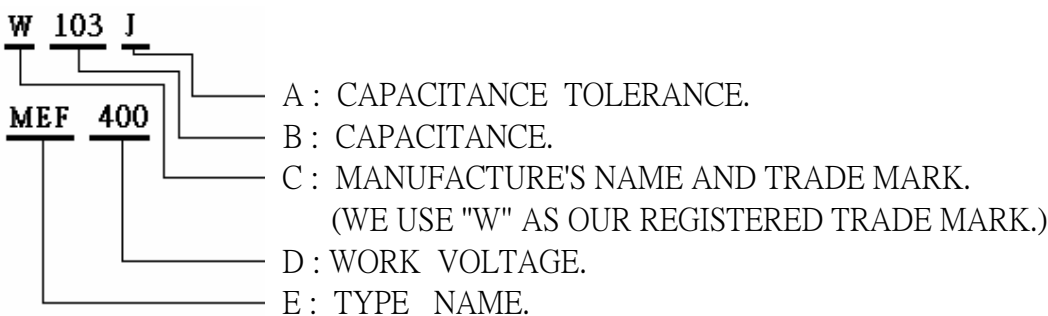 W 103 J
A : CAPACITANCE TOLERANCE.
MEF 400
B : CAPACITANCE.
C : MANUFACTURE'S NAME AND TRADE MARK.
(WE USE "W" AS OUR REGISTERED TRADE MARK.)
D : WORK VOLTAGE.
E : TYPE NAME.